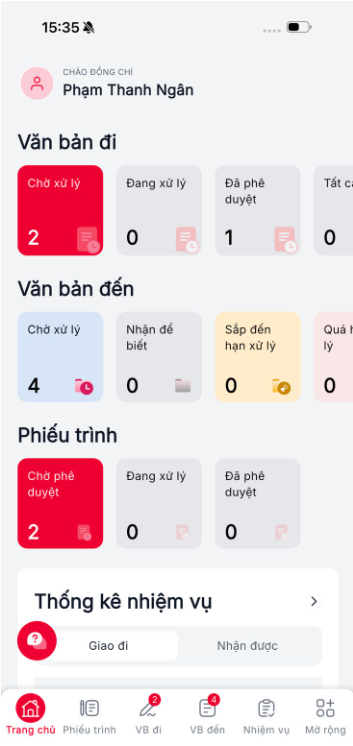 15:35
CHÀO ĐỒNG CHÍ
Phạm Thanh Ngân
Văn bản đi
Chờ xử lý
2
Đang xử lý
0
Đã phê
duyệt
1
Tất cả
0
Văn bản đến
Chờ xử lý
4
Nhận để
biết
0
Sắp đến
hạn xử lý
0
Quá h
lý
0
Phiếu trình
Chờ phê
duyệt
2
Đang xử lý
0
Đã phê
duyệt
0
Thống kê nhiệm vụ
?
Giao đi
Nhận được
Trang chủ
Phiếu trình
2
VB đi
4
VB đến
Nhiệm vụ
Mở rộng